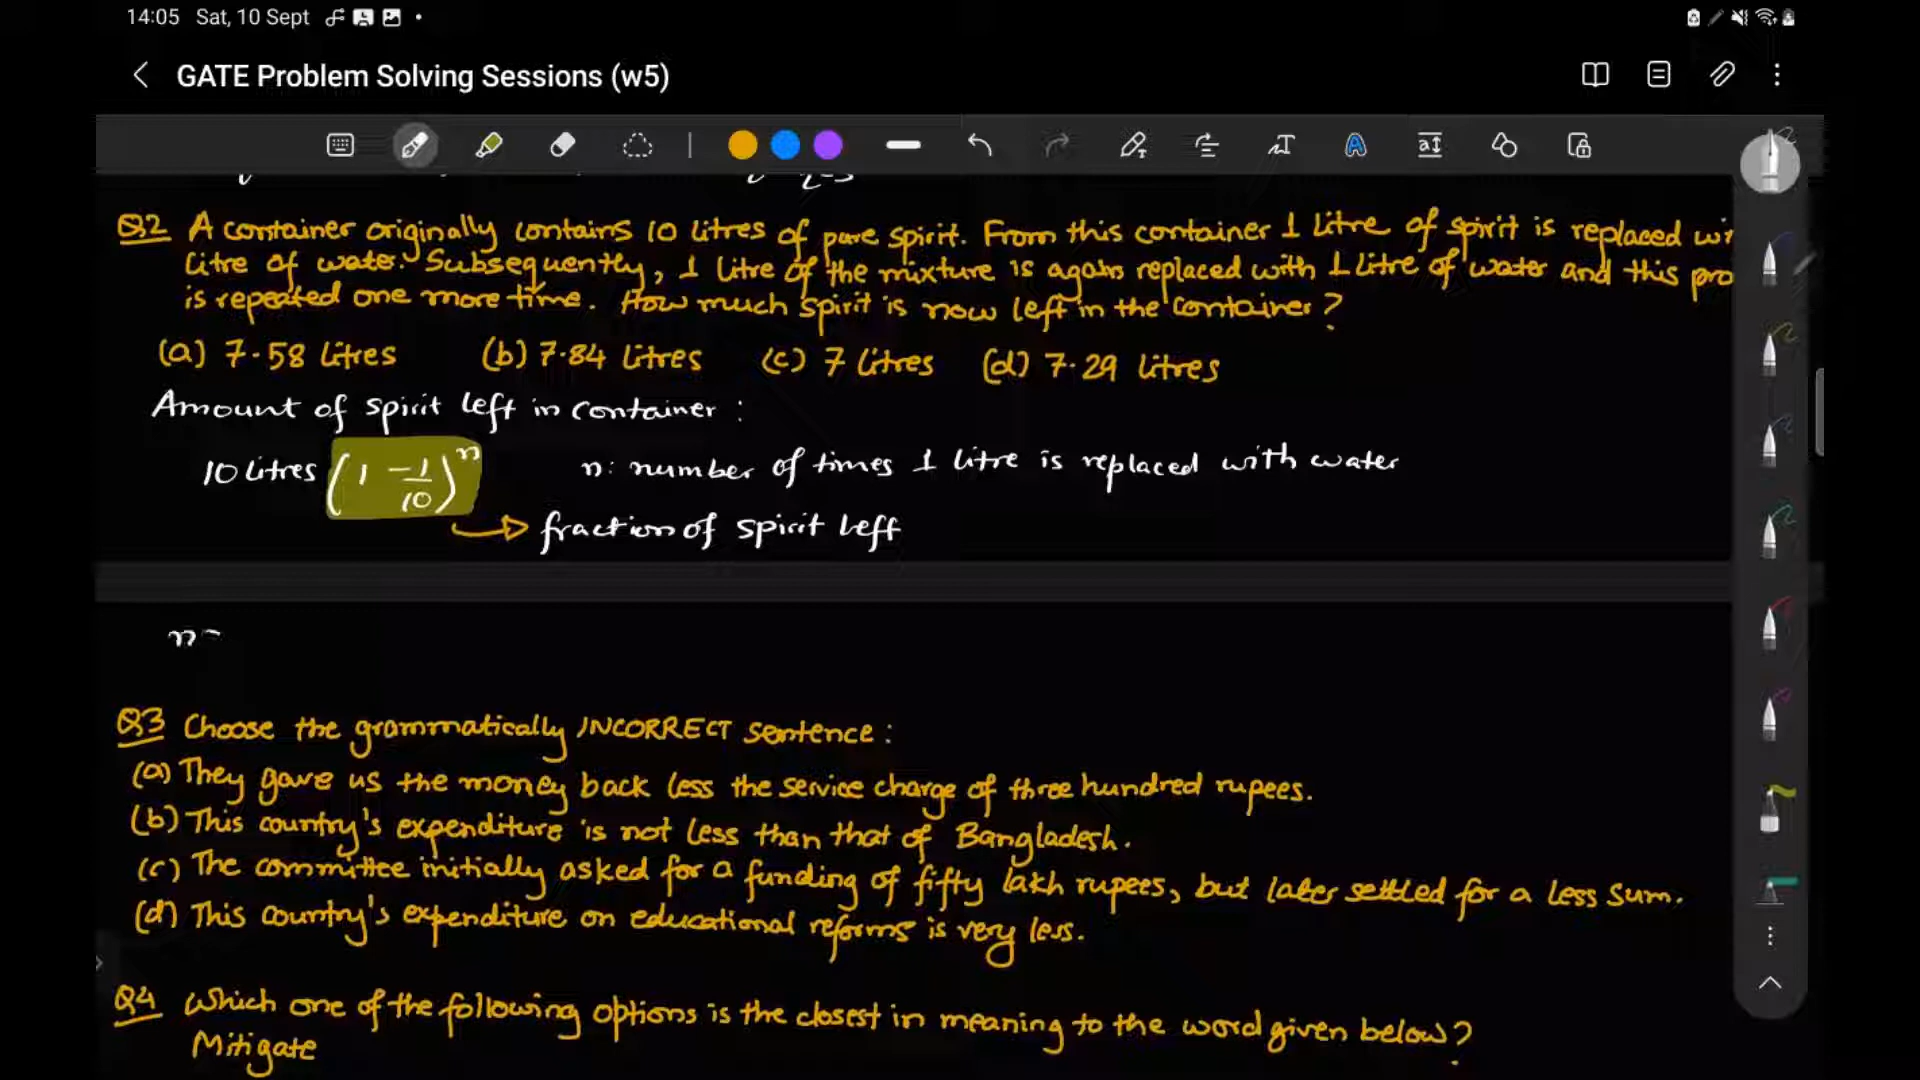 14:05 Sat, 10 Sept
GATE Problem Solving Sessions (w5)
Q2 A container originally contains 10 litres of pure spirit. From this container 1 litre of spirit is replaced wi
litre of water. Subsequently, 1 litre of the mixture is again replaced with 1 litre of water and this pro
is repeated one more time. How much spirit is now left in the container?
(a) 7.58 litres (b) 7.84 litres (c) 7 litres (d) 7.29 litres
Amount of spirit left in container :
10 litres (1 - 1/10)^n n: number of times 1 litre is replaced with water
fraction of spirit left
n=
Q3 Choose the grammatically INCORRECT sentence :
(a) They gave us the money back less the service charge of three hundred rupees.
(b) This country's expenditure is not less than that of Bangladesh.
(c) The committee initially asked for a funding of fifty lakh rupees, but later settled for a less sum.
(d) This country's expenditure on educational reforms is very less.
Q4 Which one of the following options is the closest in meaning to the word given below?
Mitigate